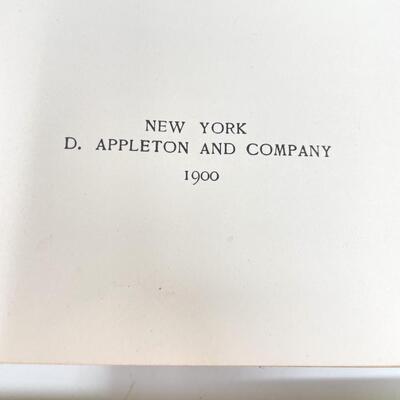 NEW YORK
D. APPLETON AND COMPANY
1900